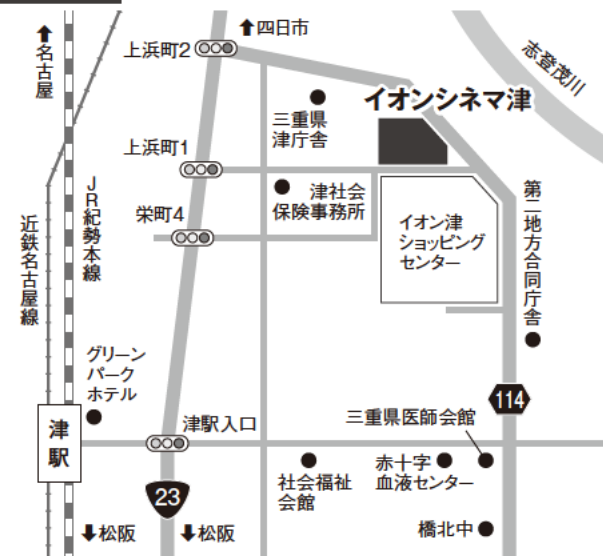 名古屋
四日市
上浜町2
志登茂川
イオンシネマ津
三重県
津庁舎
上浜町1
JR紀勢本線
近鉄名古屋線
津社会
保険事務所
栄町4
イオン津
ショッピング
センター
第二地方合同庁舎
グリーン
パーク
ホテル
114
津駅入口
三重県医師会館
津駅
社会福祉
会館
赤十字
血液センター
23
松阪
松阪
橋北中